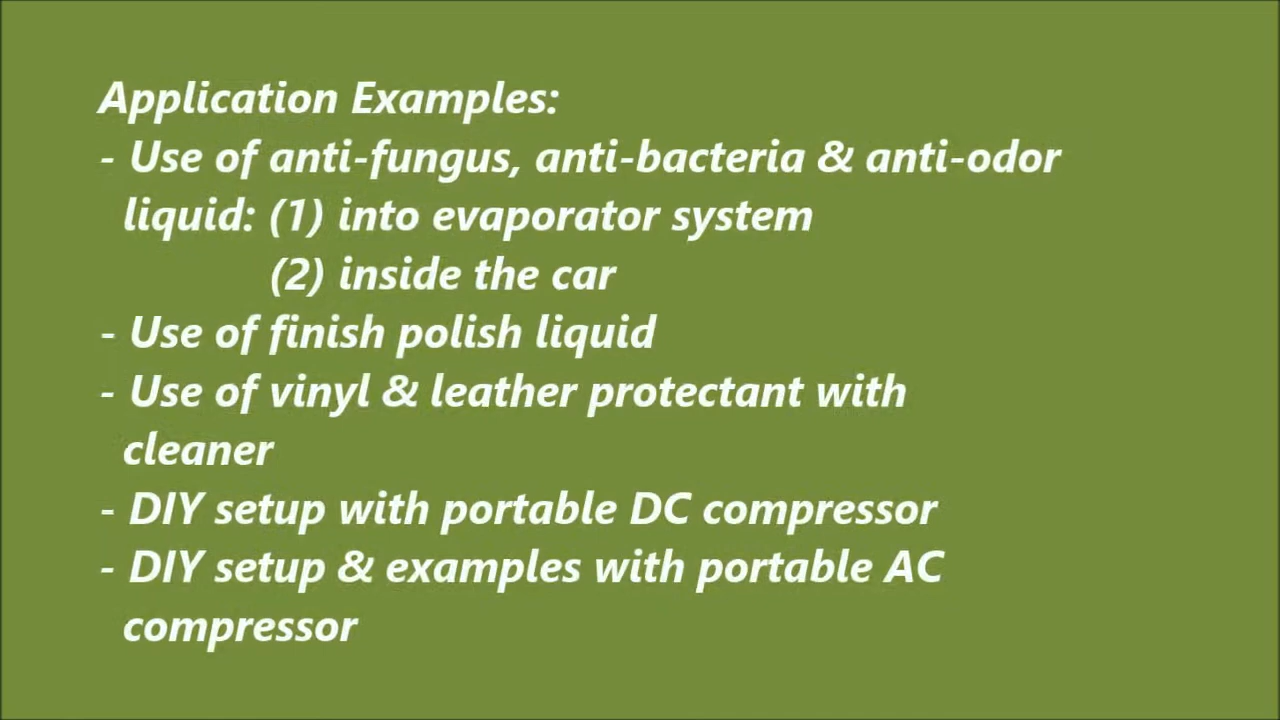 Application Examples:
- Use of anti-fungus, anti-bacteria & anti-odor
liquid: (1) into evaporator system
(2) inside the car
- Use of finish polish liquid
- Use of vinyl & leather protectant with
cleaner
- DIY setup with portable DC compressor
- DIY setup & examples with portable AC
compressor